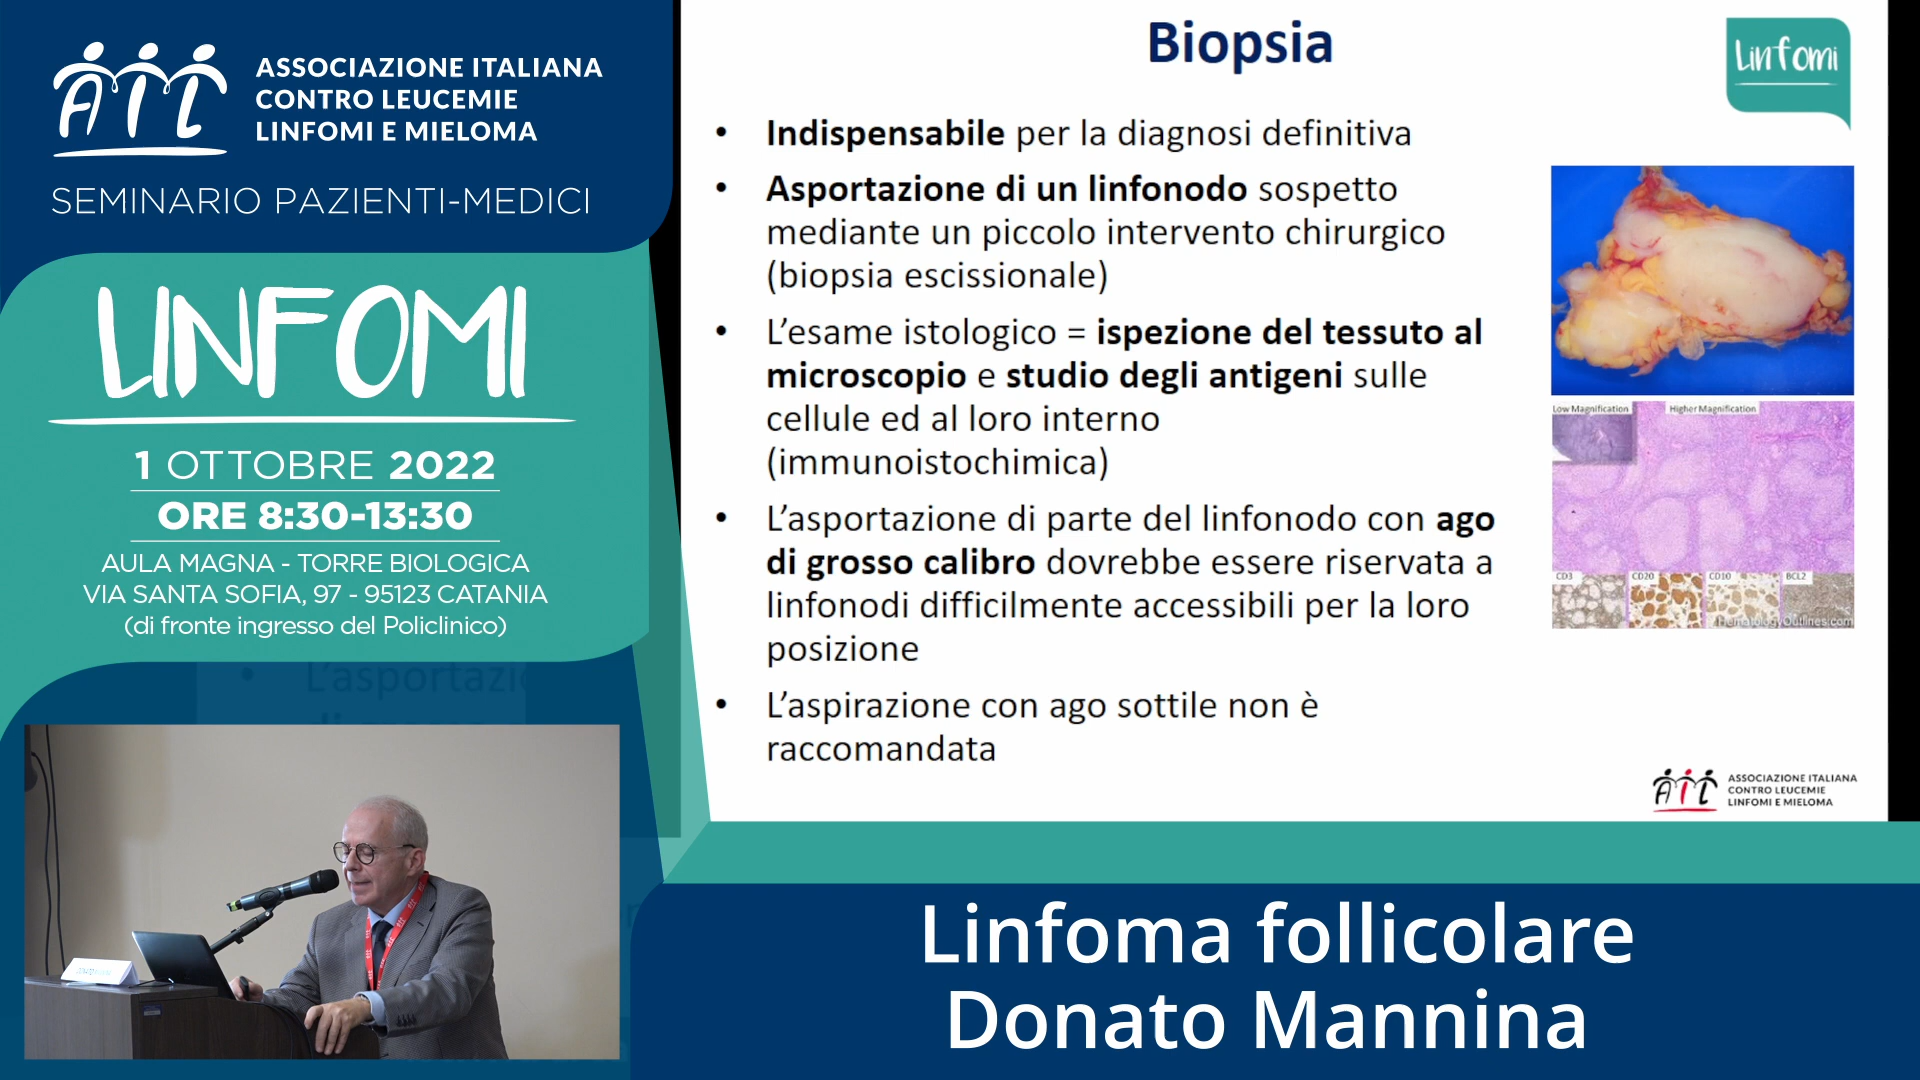 AIL
ASSOCIAZIONE ITALIANA
CONTRO LEUCEMIE
LINFOMI E MIELOMA
SEMINARIO PAZIENTI-MEDICI
LINFOMI
1 OTTOBRE 2022
ORE 8:30-13:30
AULA MAGNA - TORRE BIOLOGICA
VIA SANTA SOFIA, 97 - 95123 CATANIA
(di fronte ingresso del Policlinico)
Biopsia
Linfomi
• Indispensabile per la diagnosi definitiva
• Asportazione di un linfonodo sospetto
mediante un piccolo intervento chirurgico
(biopsia escissionale)
• L’esame istologico = ispezione del tessuto al
microscopio e studio degli antigeni sulle
cellule ed al loro interno
(immunoistochimica)
• L’asportazione di parte del linfonodo con ago
di grosso calibro dovrebbe essere riservata a
linfonodi difficilmente accessibili per la loro
posizione
• L’aspirazione con ago sottile non è
raccomandata
Low Magnification
Higher Magnification
CD3
CD20
CD10
BCL2
HematologyOutlines.com
AIL
ASSOCIAZIONE ITALIANA
CONTRO LEUCEMIE
LINFOMI E MIELOMA
• L’asportazi
Linfoma follicolare
Donato Mannina